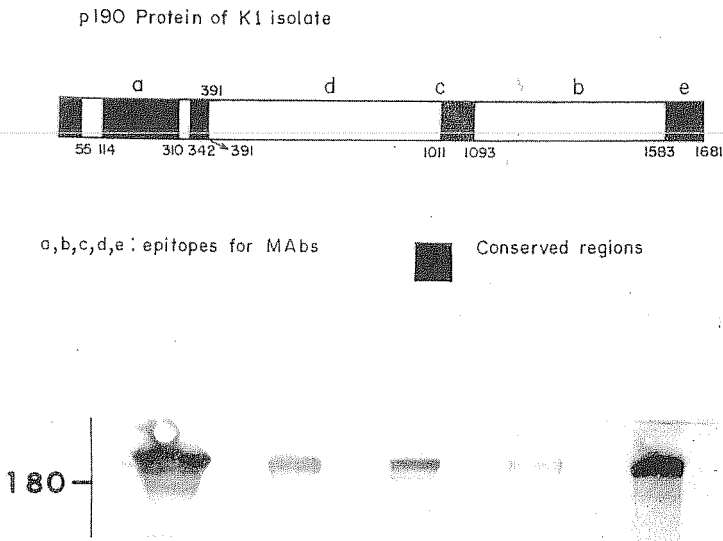 p190 Protein of K1 isolate
a 391 d c b e
55 114 310 342 391 1011 1093 1583 1681
a,b,c,d,e: epitopes for MAbs
Conserved regions
180